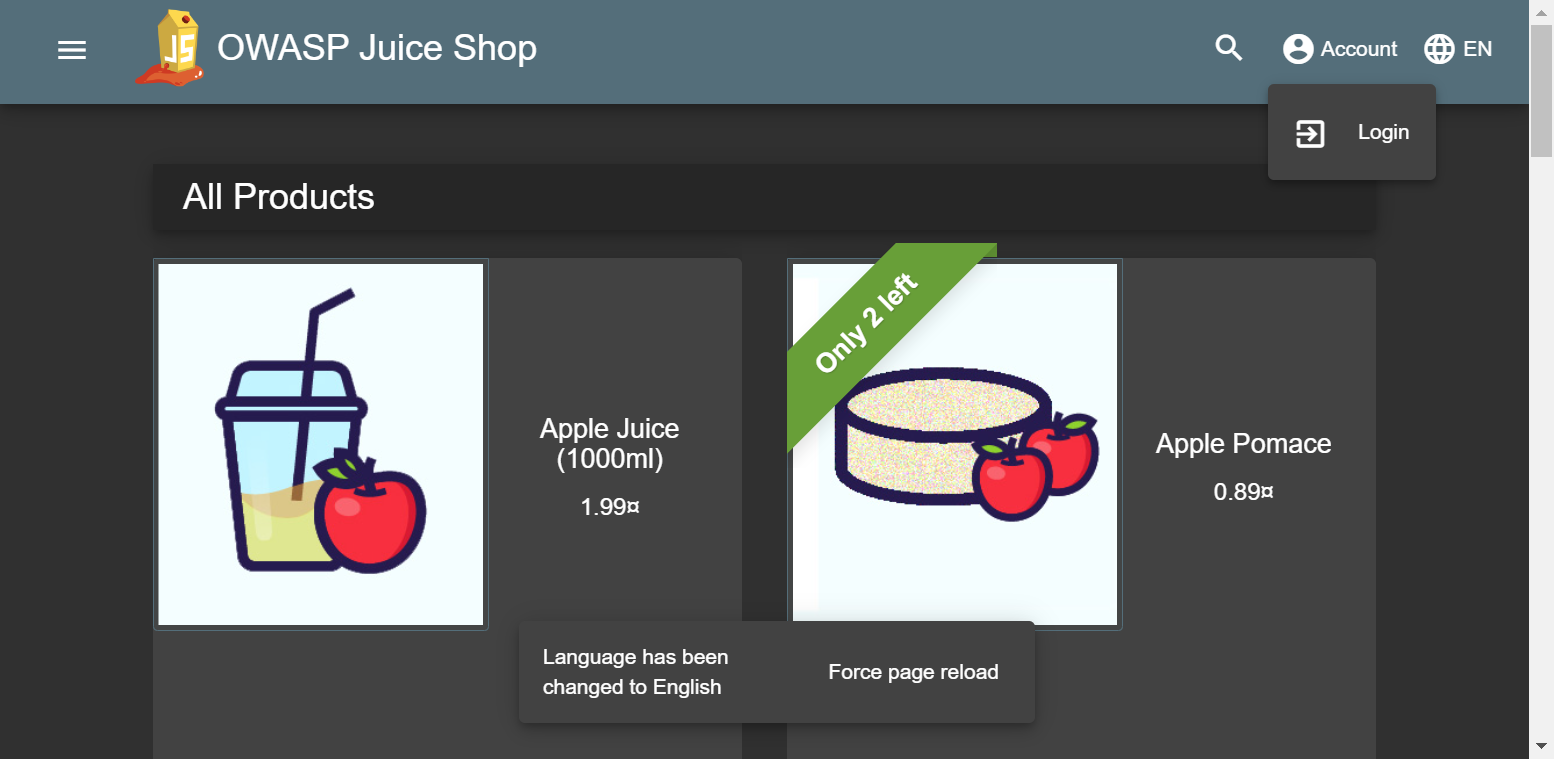 OWASP Juice Shop
Account
EN
Login
All Products
Only 2 left
Apple Juice
(1000ml)
1.99¤
Apple Pomace
0.89¤
Language has been
changed to English
Force page reload
JS